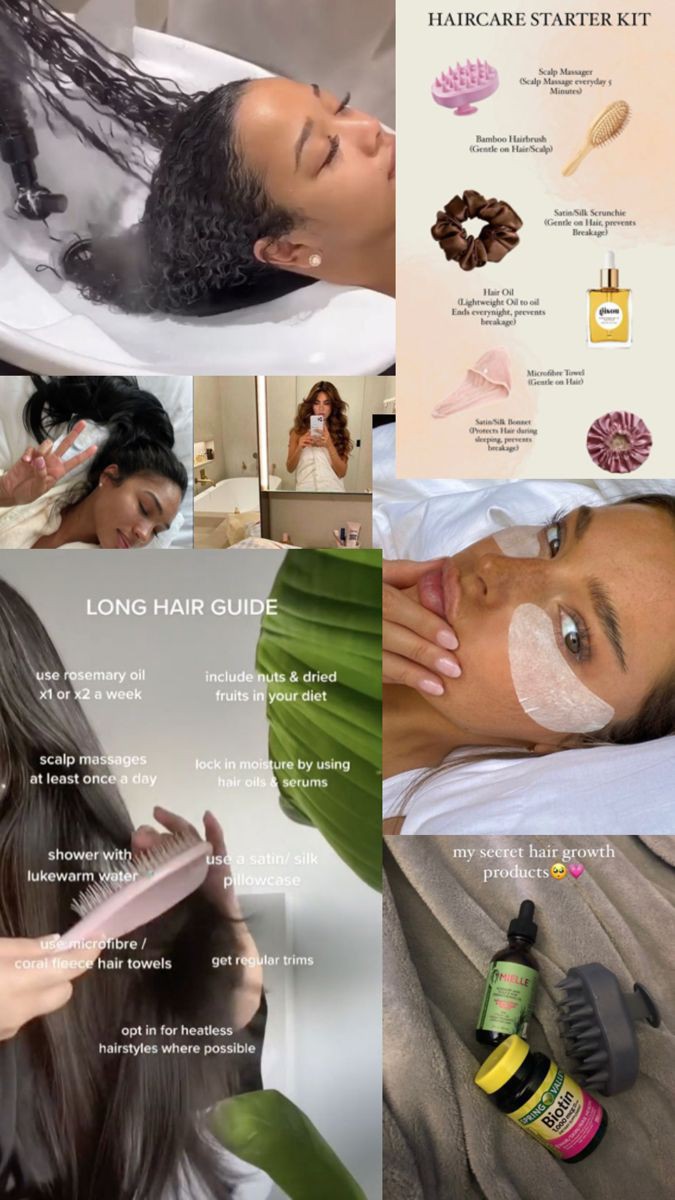 HAIRCARE STARTER KIT
Scalp Massager
(Scalp Massage everyday 5
Minutes)
Bamboo Hairbrush
(Gentle on Hair/Scalp)
Satin/Silk Scrunchie
(Gentle on Hair, prevents
Breakage)
Hair Oil
(Lightweight Oil to oil
Ends everynight, prevents
breakage)
gisou
Microfibre Towel
(Gentle on Hair)
Satin/Silk Bonnet
(Protects Hair during
sleeping, prevents
breakage)
LONG HAIR GUIDE
use rosemary oil
x1 or x2 a week
include nuts & dried
fruits in your diet
scalp massages
at least once a day
lock in moisture by using
hair oils & serums
shower with
lukewarm water
use a satin/ silk
pillowcase
use microfibre /
coral fleece hair towels
get regular trims
opt in for heatless
hairstyles where possible
my secret hair growth
products🥺💗
MIELLE
SPRING VALLEY
Biotin